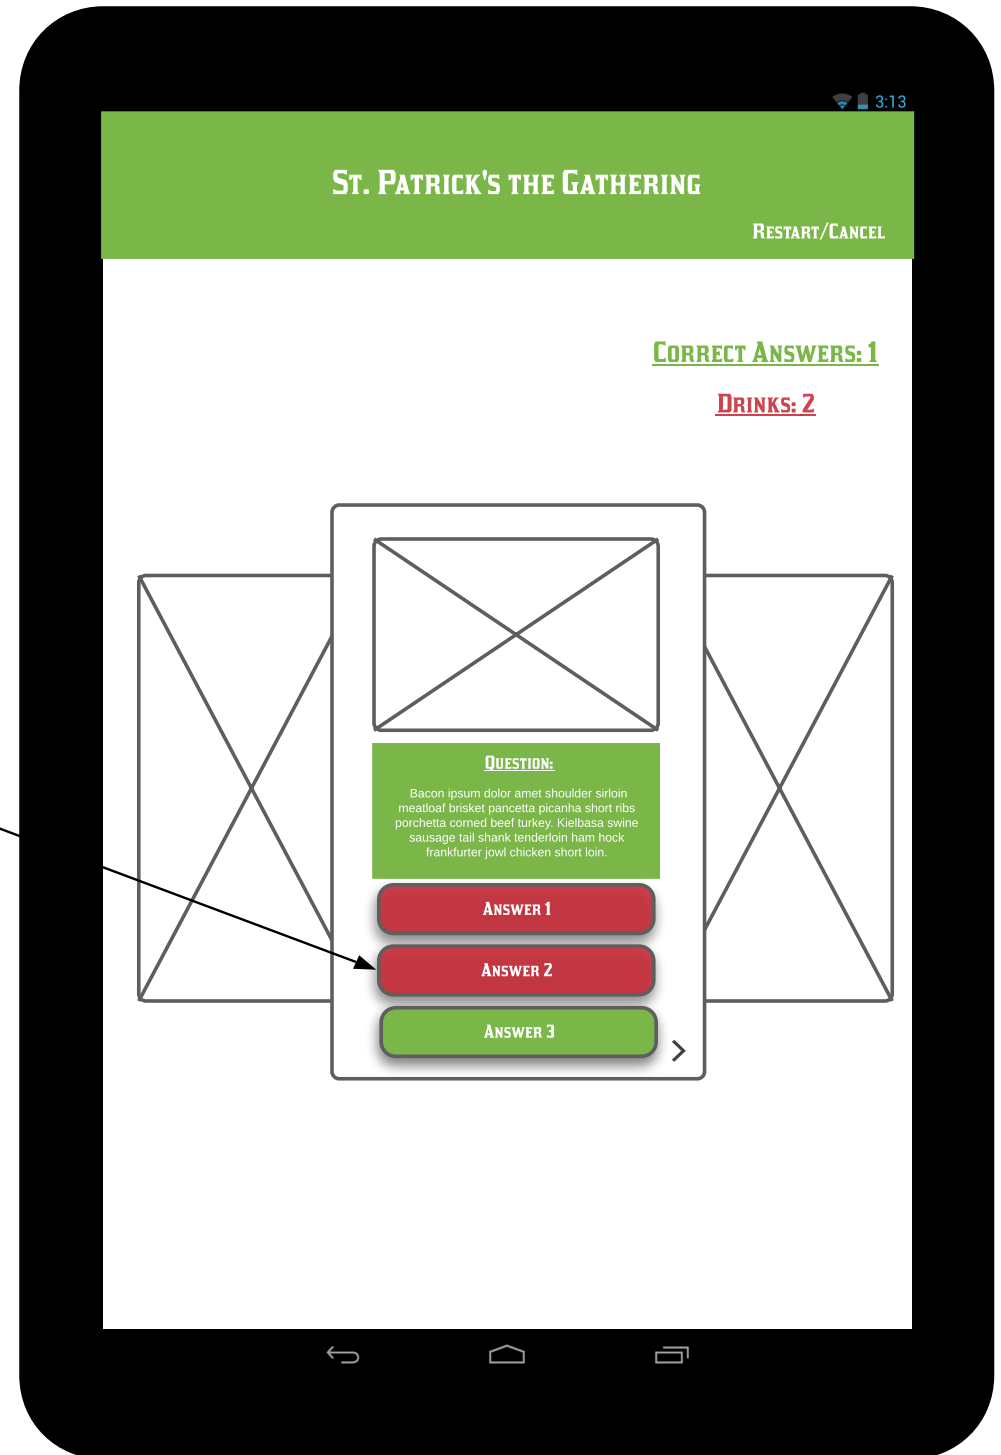 3:13
St. Patrick's the Gathering
Restart/Cancel
Correct Answers: 1
Drinks: 2
Question:
Bacon ipsum dolor amet shoulder sirloin
meatloaf brisket pancetta picanha short ribs
porchetta corned beef turkey. Kielbasa swine
sausage tail shank tenderloin ham hock
frankfurter jowl chicken short loin.
Answer 1
Answer 2
Answer 3